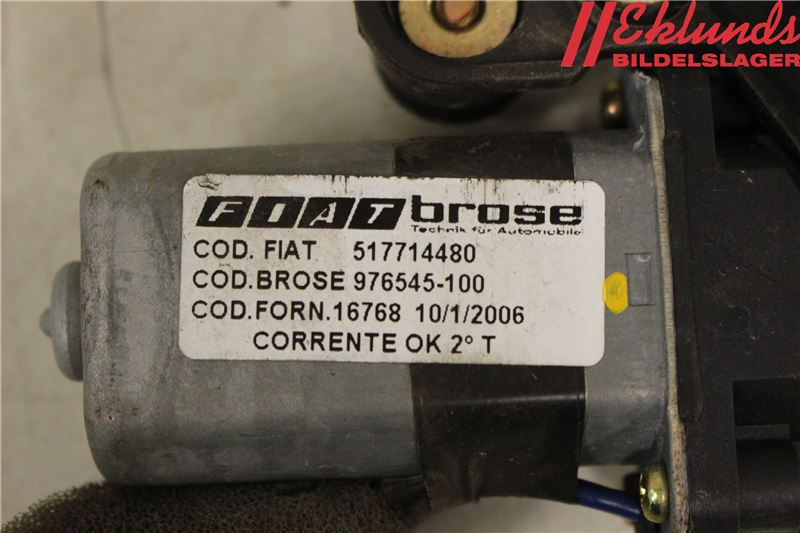 Eklunds
BILDELSLAGER
FIAT brose
Technik für Automobile
COD. FIAT 517714480
COD.BROSE 976545-100
COD.FORN.16768 10/1/2006
CORRENTE OK 2° T